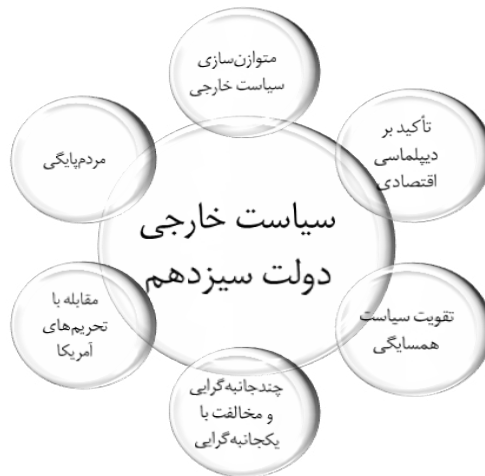 متوازن‌سازی
سیاست خارجی
تأکید بر
دیپلماسی
اقتصادی
مردم‌پایگی
سیاست خارجی
دولت سیزدهم
مقابله با
تحریم‌های
آمریکا
تقویت سیاست
همسایگی
چندجانبه‌گرایی
و مخالفت با
یکجانبه‌گرایی